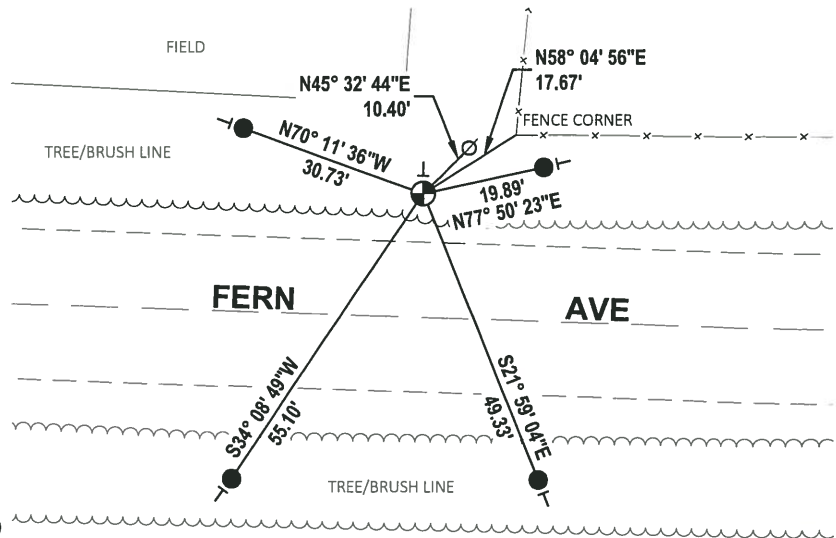 FIELD
N45° 32' 44"E
10.40'
N58° 04' 56"E
17.67'
FENCE CORNER
N70° 11' 36"W
30.73'
TREE/BRUSH LINE
19.89'
N77° 50' 23"E
FERN AVE
S34° 08' 49"W
55.10'
S21° 59' 04"E
49.33'
TREE/BRUSH LINE